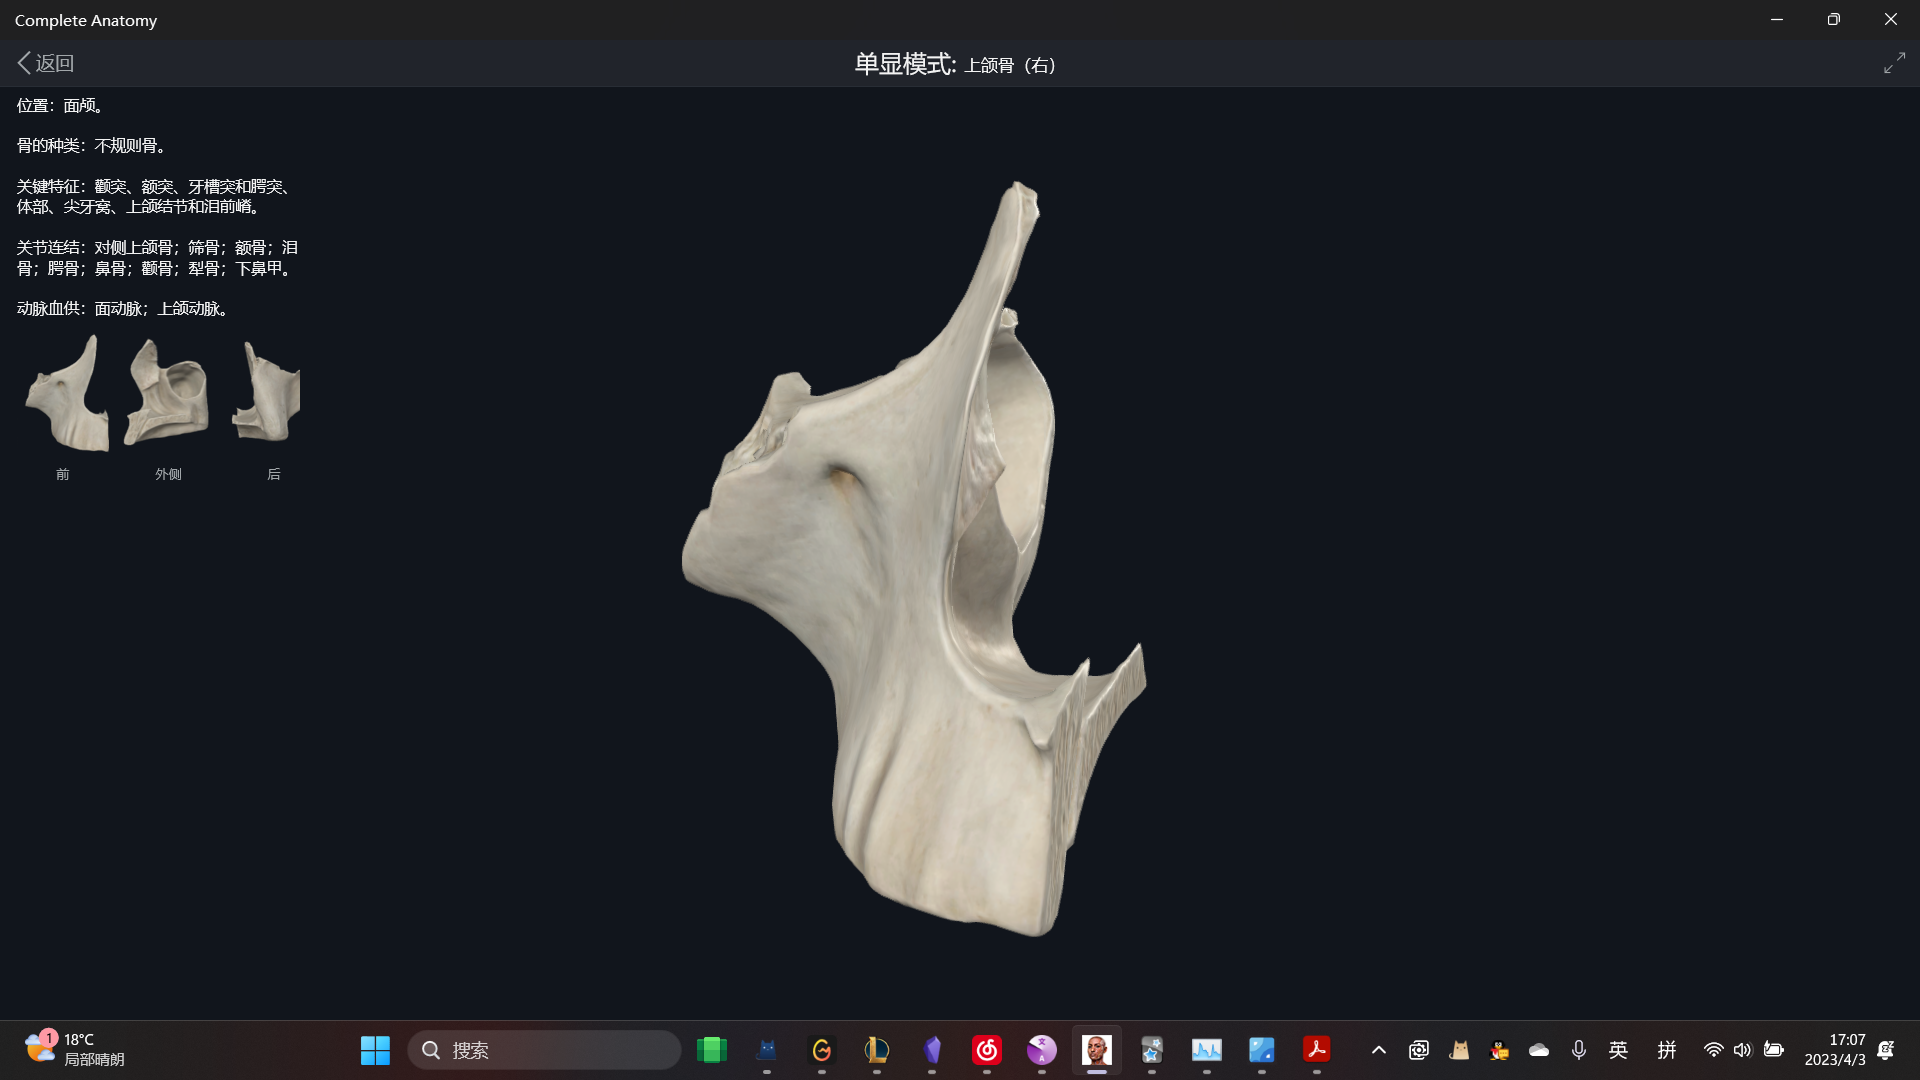 Complete Anatomy
返回
单显模式: 上颌骨（右）
位置：面颅。
骨的种类：不规则骨。
关键特征：颧突、额突、牙槽突和腭突、
体部、尖牙窝、上颌结节和泪前嵴。
关节连结：对侧上颌骨；筛骨；额骨；泪
骨；腭骨；鼻骨；颧骨；犁骨；下鼻甲。
动脉血供：面动脉；上颌动脉。
前
外侧
后
1
18°C
局部晴朗
搜索
英
拼
17:07
2023/4/3